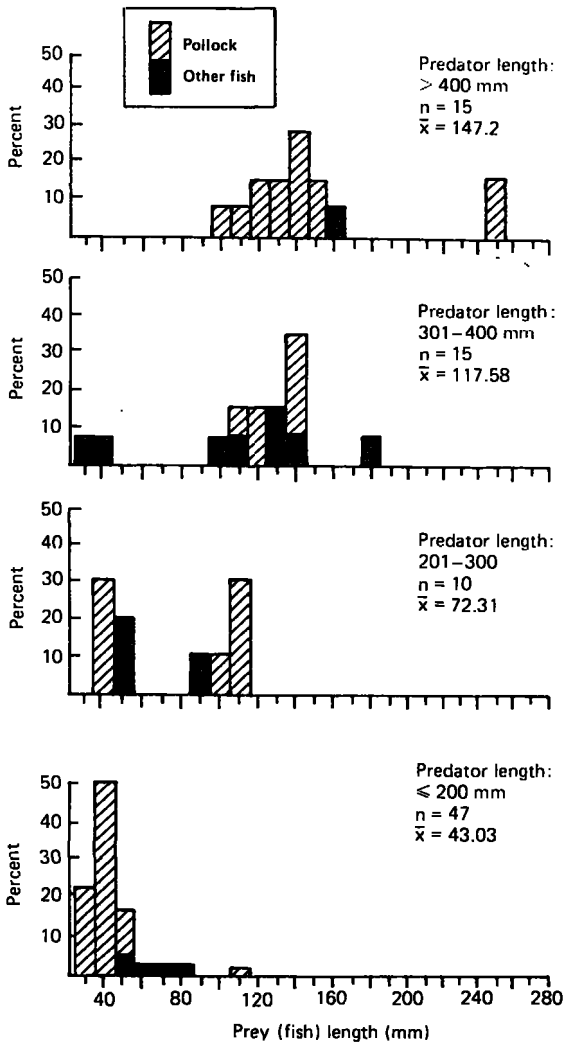 Pollock
Other fish
Percent
50
40
30
20
10
Predator length:
> 400 mm
n = 15
x̄ = 147.2
Percent
50
40
30
20
10
Predator length:
301–400 mm
n = 15
x̄ = 117.58
Percent
50
40
30
20
10
Predator length:
201–300
n = 10
x̄ = 72.31
Percent
50
40
30
20
10
Predator length:
⩽ 200 mm
n = 47
x̄ = 43.03
40 80 120 160 200 240 280
Prey (fish) length (mm)